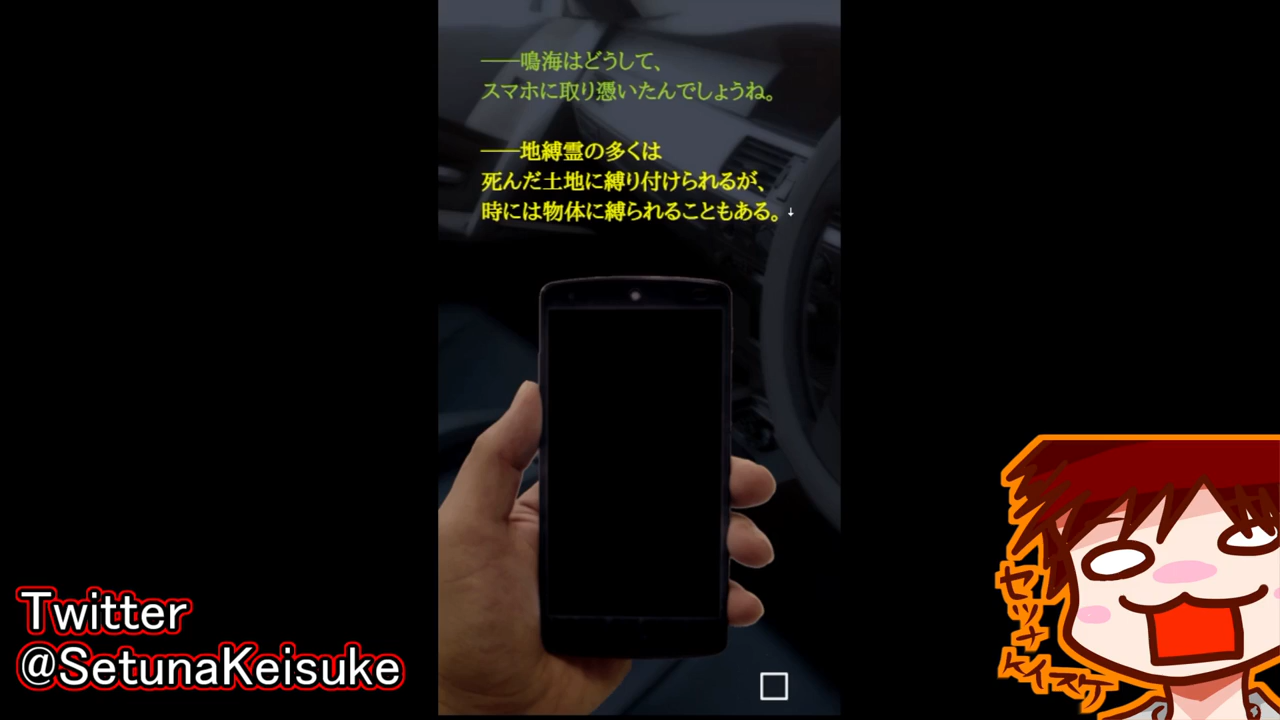 ――鳴海はどうして、
スマホに取り憑いたんでしょうね。
――地縛霊の多くは
死んだ土地に縛り付けられるが、
時には物体に縛られることもある。↓
Twitter
@SetunaKeisuke
セツナ
ケイスケ